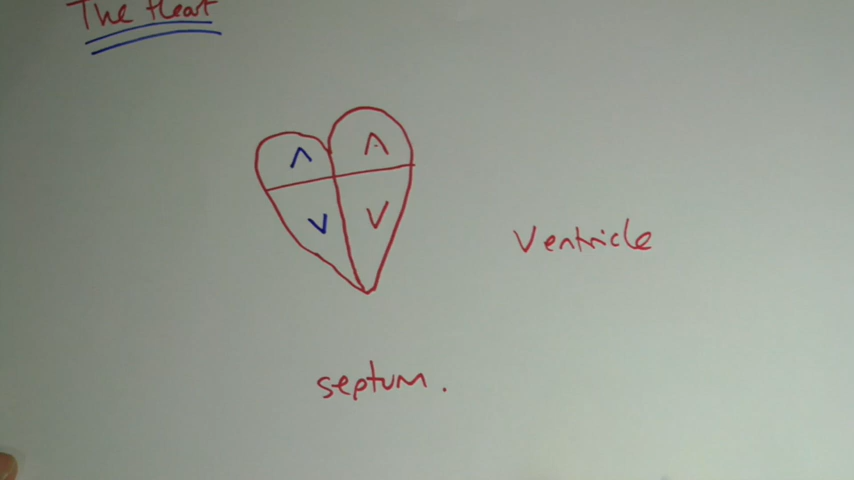 The Heart
A A
V V
Ventricle
septum.